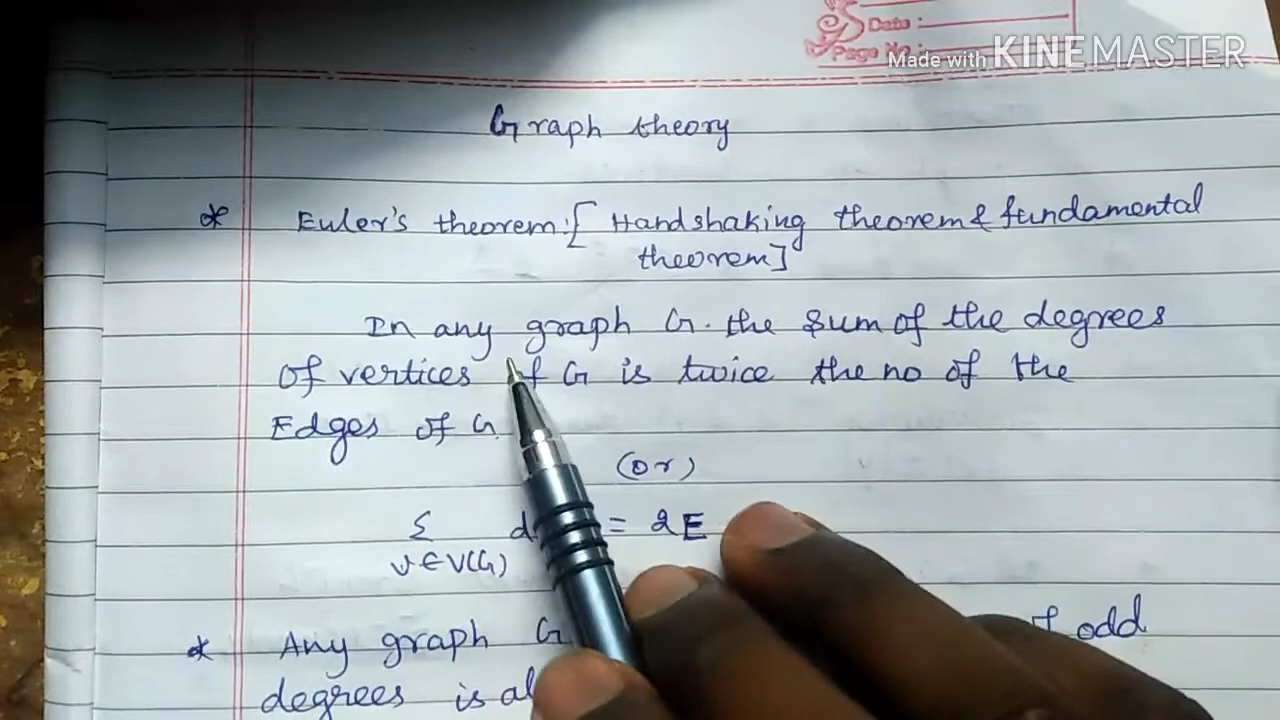 Date :
Page No :
Made with KINEMASTER
Graph theory
* Euler's theorem:[ Handshaking theorem & fundamental
theorem]
In any graph G. the sum of the degrees
of vertices of G is twice the no of the
Edges of G.
(or)
Σ = 2E
v∈V(G)
* Any graph G of odd
degrees is